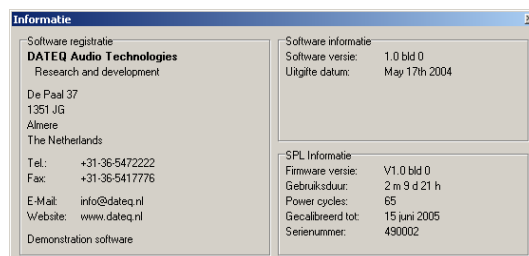 Informatie
Software registratie
DATEQ Audio Technologies
Research and development
De Paal 37
1351 JG
Almere
The Netherlands
Tel.: +31-36-5472222
Fax: +31-36-5417776
E-Mail: info@dateq.nl
Website: www.dateq.nl
Demonstration software
Software informatie
Software versie: 1.0 bld 0
Uitgifte datum: May 17th 2004
SPL Informatie
Firmware versie: V1.0 bld 0
Gebruiksduur: 2 m 9 d 21 h
Power cycles: 65
Gecalibreerd tot: 15 juni 2005
Serienummer: 490002